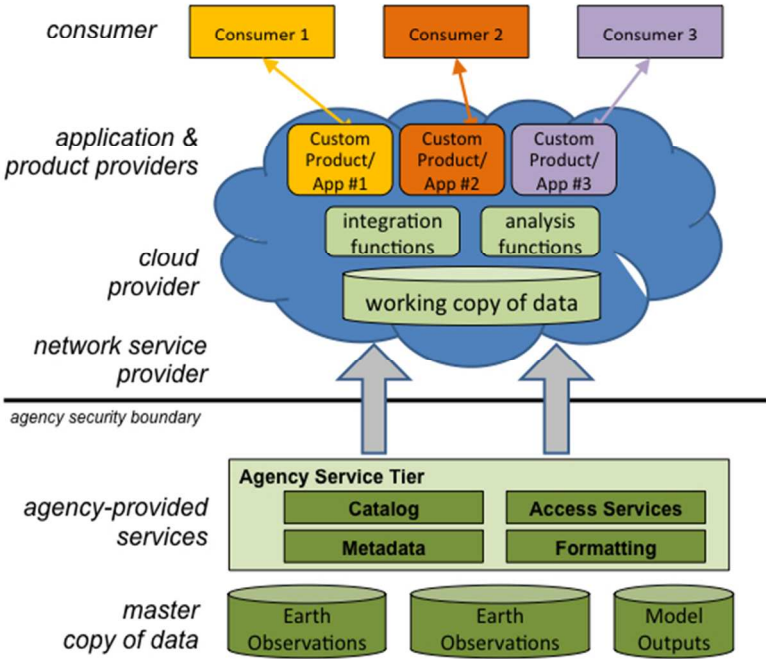 consumer
Consumer 1
Consumer 2
Consumer 3
application &
product providers
Custom
Product/
App #1
Custom
Product/
App #2
Custom
Product/
App #3
integration
functions
analysis
functions
cloud
provider
working copy of data
network service
provider
agency security boundary
Agency Service Tier
agency-provided
services
Catalog
Access Services
Metadata
Formatting
master
copy of data
Earth
Observations
Earth
Observations
Model
Outputs